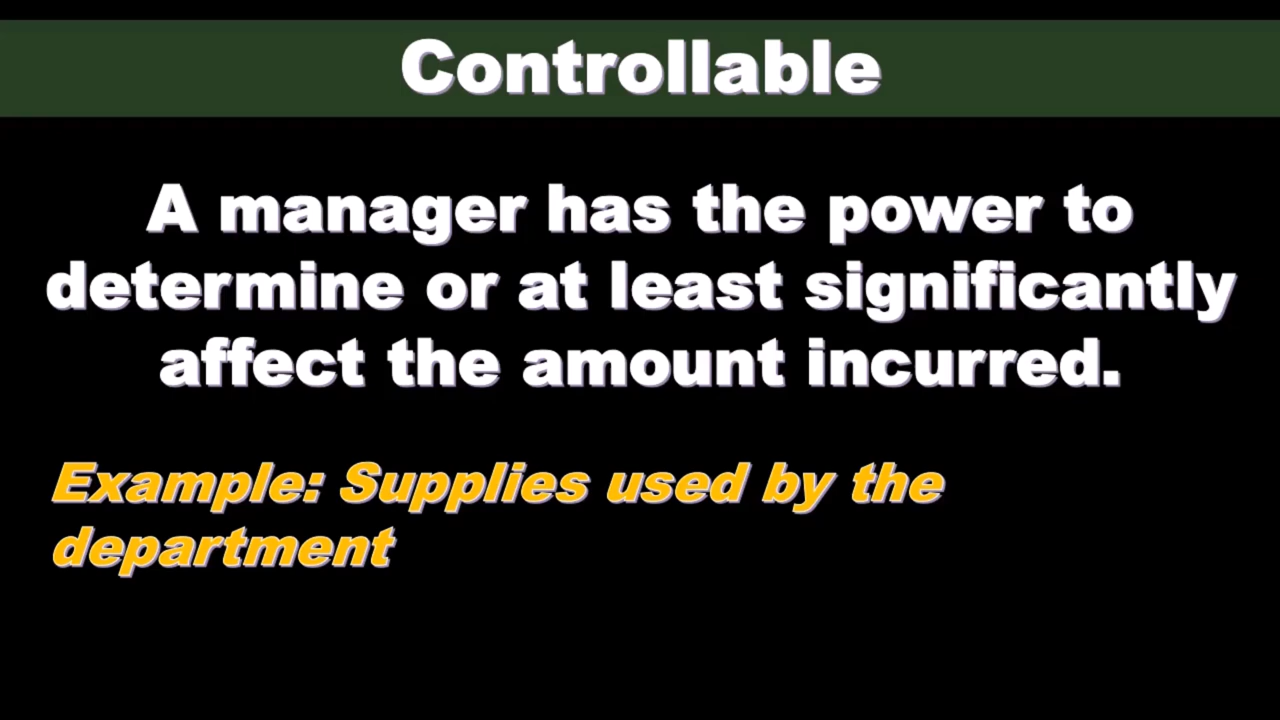 Controllable
A manager has the power to
determine or at least significantly
affect the amount incurred.
Example: Supplies used by the
department